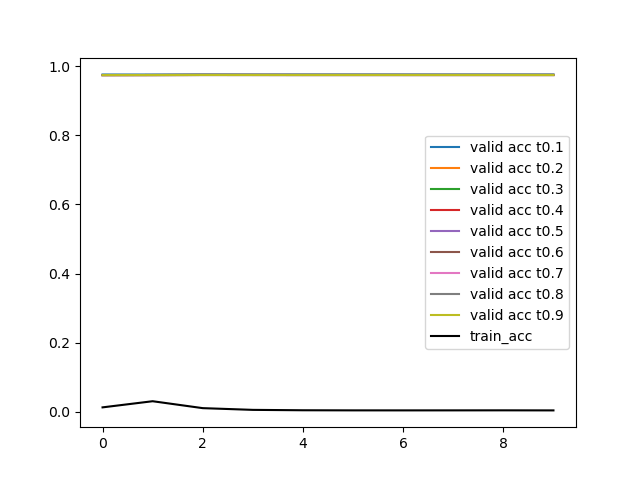 1.0
0.8
0.6
0.4
0.2
0.0
0 2 4 6 8
valid acc t0.1
valid acc t0.2
valid acc t0.3
valid acc t0.4
valid acc t0.5
valid acc t0.6
valid acc t0.7
valid acc t0.8
valid acc t0.9
train_acc